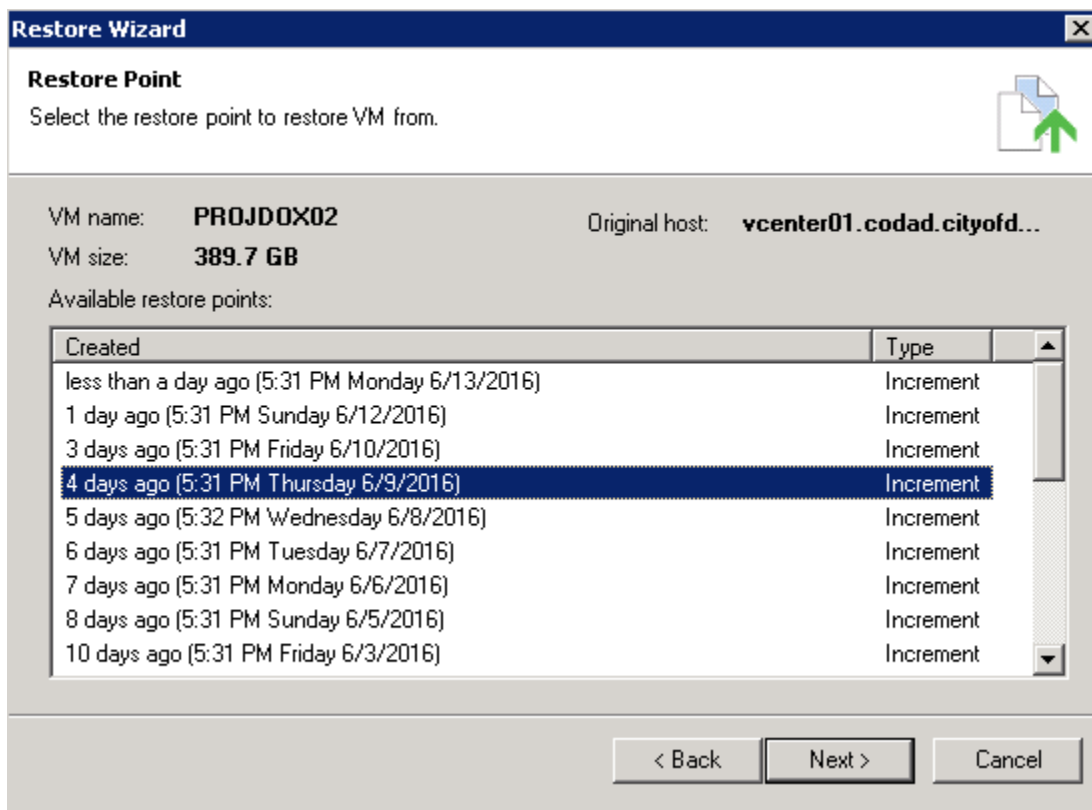 Restore Wizard
Restore Point
Select the restore point to restore VM from.
VM name: PROJDOX02 Original host: vcenter01.codad.cityofd...
VM size: 389.7 GB
Available restore points:
Created Type
less than a day ago (5:31 PM Monday 6/13/2016) Increment
1 day ago (5:31 PM Sunday 6/12/2016) Increment
3 days ago (5:31 PM Friday 6/10/2016) Increment
4 days ago (5:31 PM Thursday 6/9/2016) Increment
5 days ago (5:32 PM Wednesday 6/8/2016) Increment
6 days ago (5:31 PM Tuesday 6/7/2016) Increment
7 days ago (5:31 PM Monday 6/6/2016) Increment
8 days ago (5:31 PM Sunday 6/5/2016) Increment
10 days ago (5:31 PM Friday 6/3/2016) Increment
< Back Next > Cancel